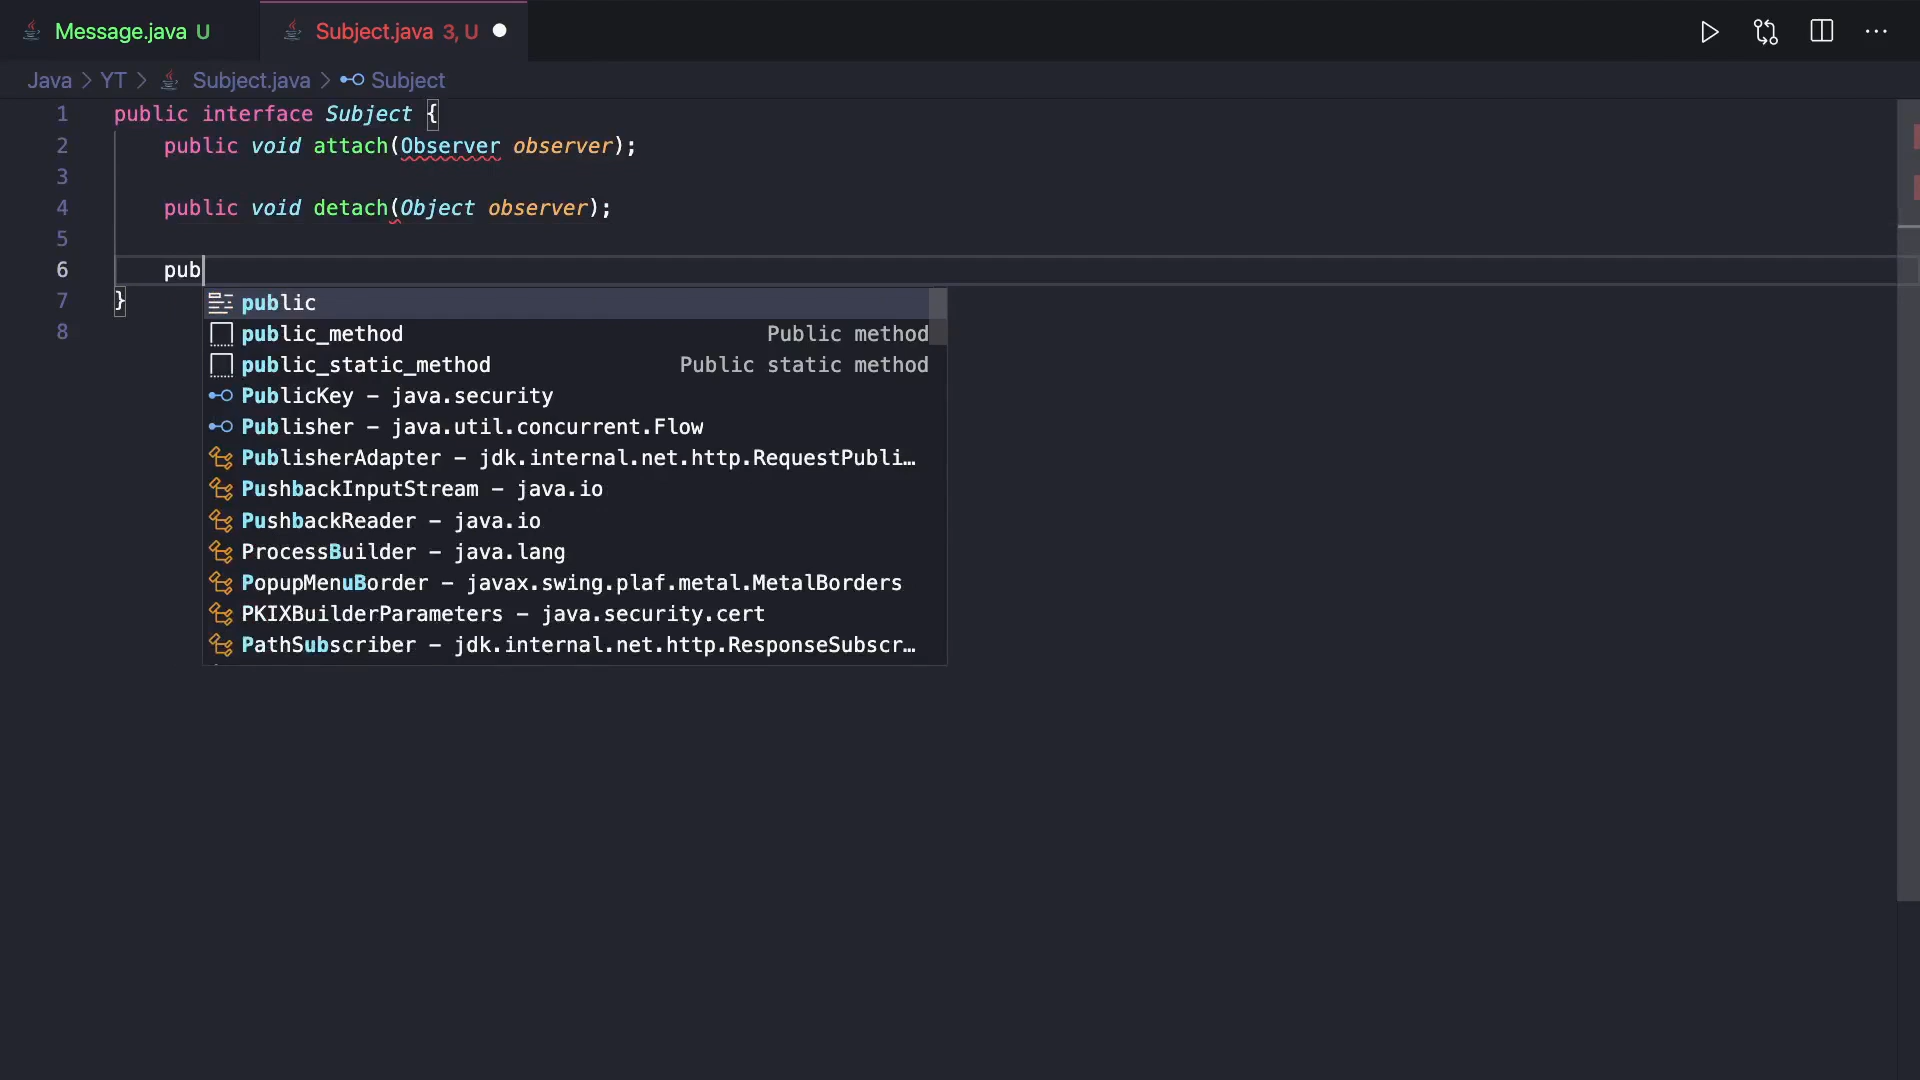 Message.java U
Subject.java 3, U
Java > YT > Subject.java > Subject
1 public interface Subject {
2 public void attach(Observer observer);
3
4 public void detach(Object observer);
5
6 pub
7 }
8
public
public_method Public method
public_static_method Public static method
PublicKey – java.security
Publisher – java.util.concurrent.Flow
PublisherAdapter – jdk.internal.net.http.RequestPubli…
PushbackInputStream – java.io
PushbackReader – java.io
ProcessBuilder – java.lang
PopupMenuBorder – javax.swing.plaf.metal.MetalBorders
PKIXBuilderParameters – java.security.cert
PathSubscriber – jdk.internal.net.http.ResponseSubscr…